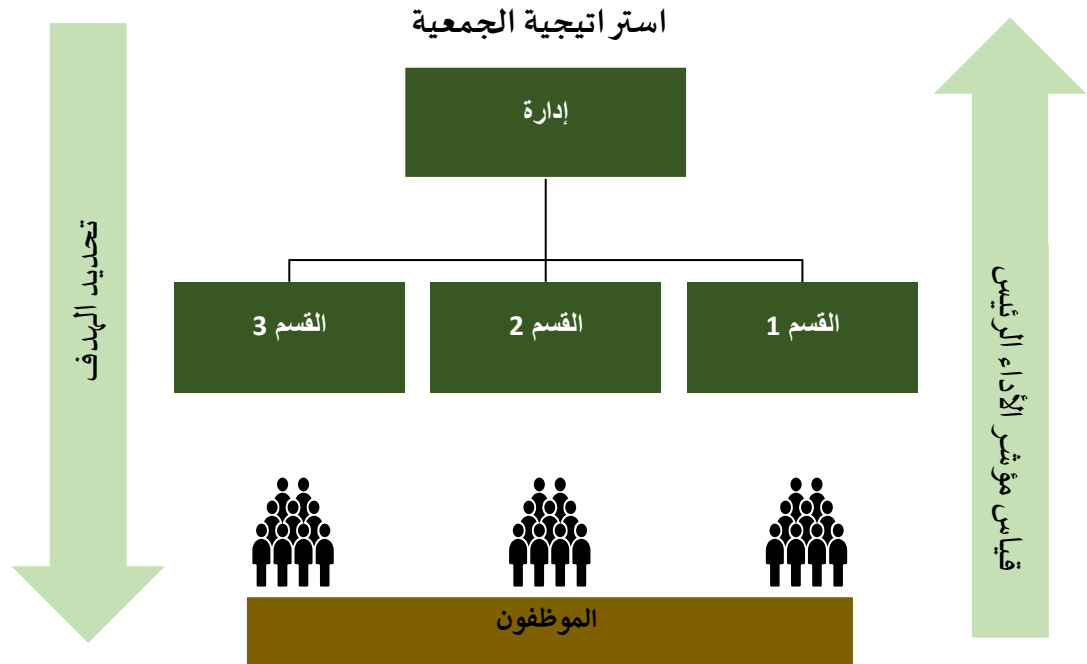 استراتيجية الجمعية
إدارة
القسم 1
القسم 2
القسم 3
الموظفون
قياس مؤشر الأداء الرئيس
تحديد الهدف